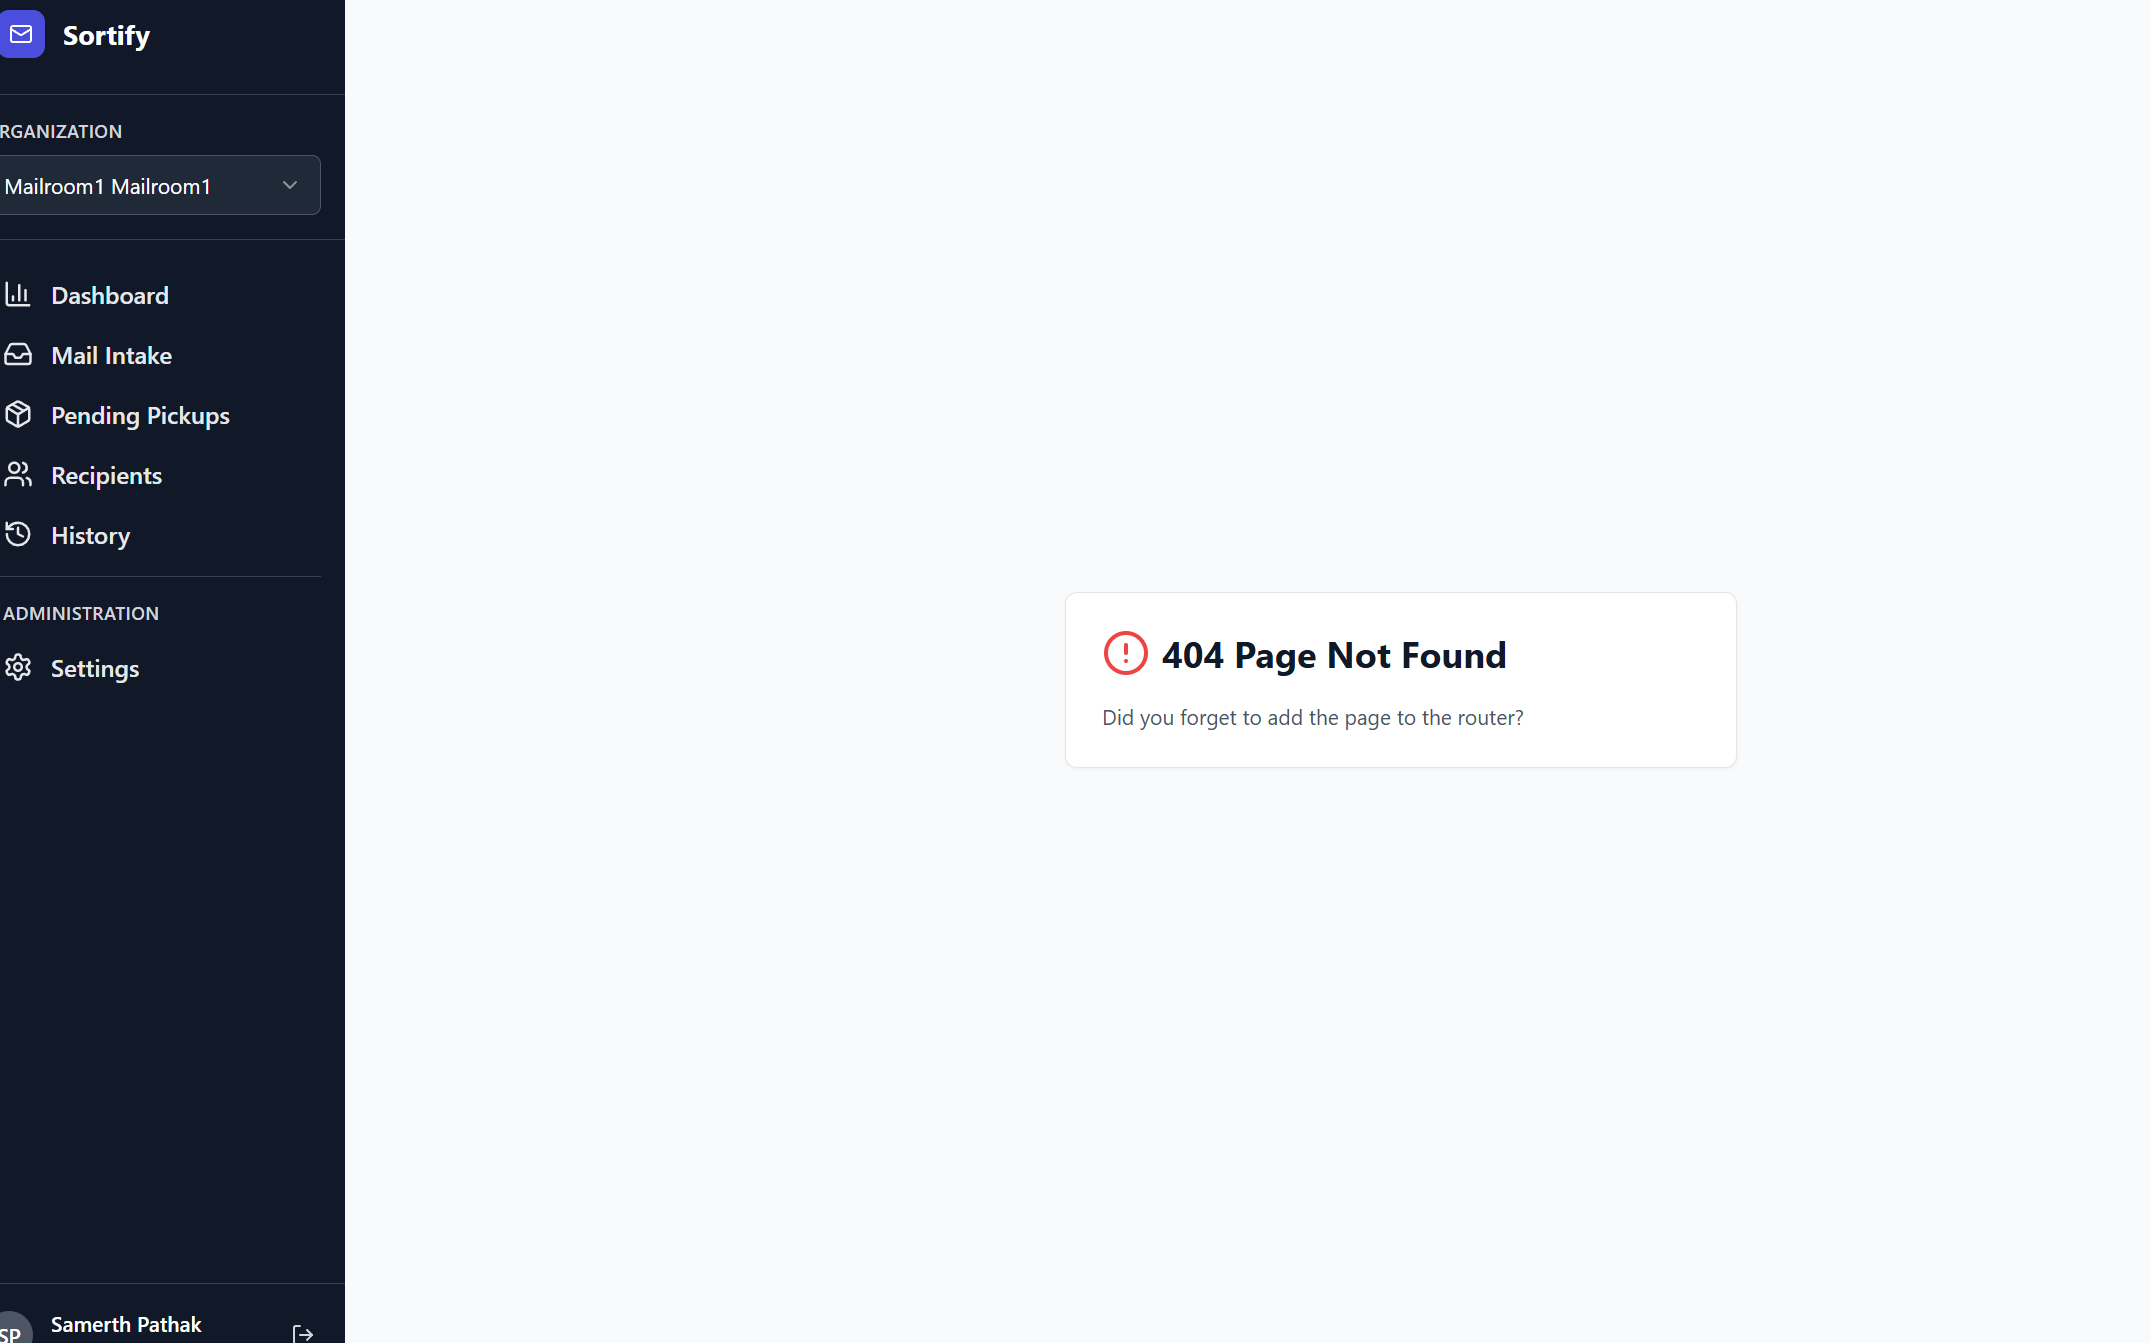 Sortify
RGANIZATION
Mailroom1 Mailroom1
Dashboard
Mail Intake
Pending Pickups
Recipients
History
ADMINISTRATION
Settings
404 Page Not Found
Did you forget to add the page to the router?
SP
Samerth Pathak